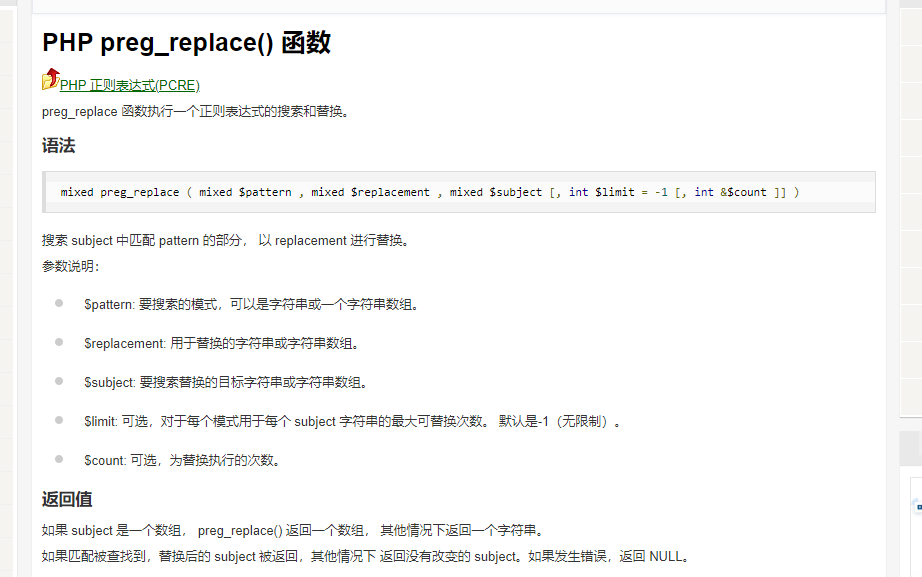 PHP preg_replace() 函数
PHP 正则表达式(PCRE)
preg_replace 函数执行一个正则表达式的搜索和替换。
语法
mixed preg_replace ( mixed $pattern , mixed $replacement , mixed $subject [, int $limit = -1 [, int &$count ]] )
搜索 subject 中匹配 pattern 的部分， 以 replacement 进行替换。
参数说明：
$pattern: 要搜索的模式，可以是字符串或一个字符串数组。
$replacement: 用于替换的字符串或字符串数组。
$subject: 要搜索替换的目标字符串或字符串数组。
$limit: 可选，对于每个模式用于每个 subject 字符串的最大可替换次数。 默认是-1（无限制）。
$count: 可选，为替换执行的次数。
返回值
如果 subject 是一个数组， preg_replace() 返回一个数组， 其他情况下返回一个字符串。
如果匹配被查找到，替换后的 subject 被返回，其他情况下 返回没有改变的 subject。如果发生错误，返回 NULL。